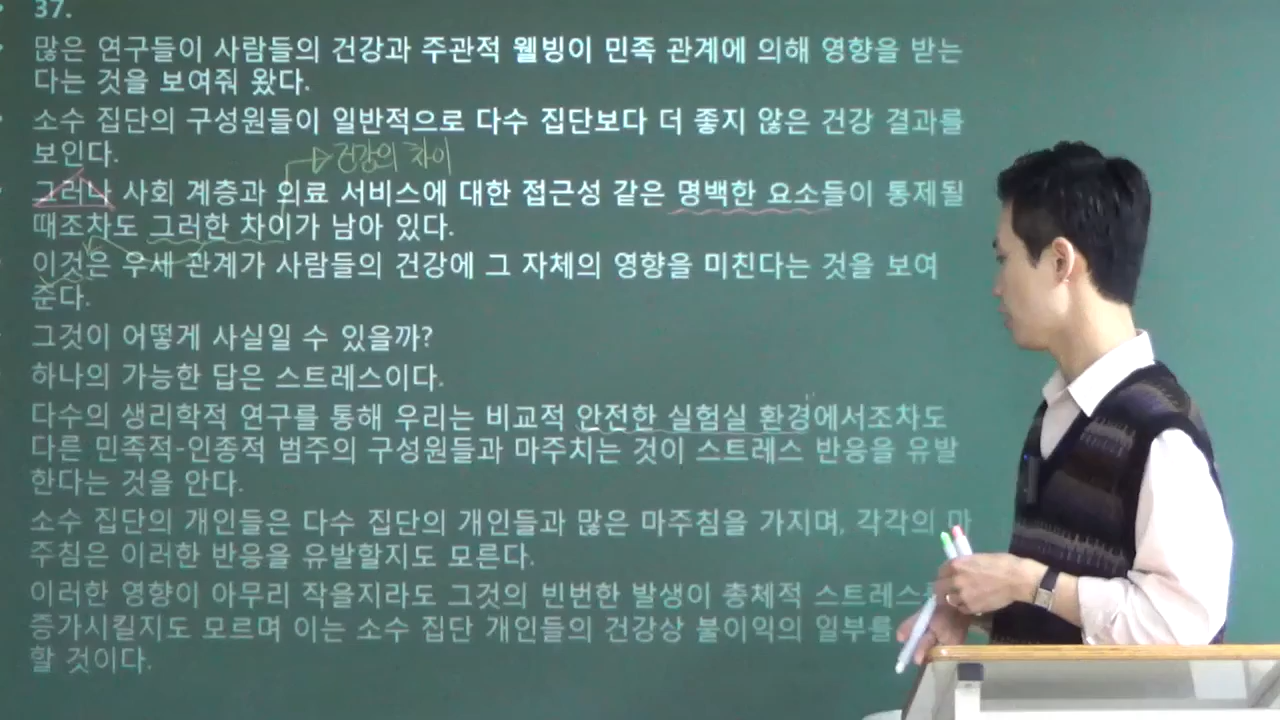 37.
많은 연구들이 사람들의 건강과 주관적 웰빙이 민족 관계에 의해 영향을 받는
다는 것을 보여줘 왔다.
소수 집단의 구성원들이 일반적으로 다수 집단보다 더 좋지 않은 건강 결과를
보인다.
건강의 차이
그러나 사회 계층과 의료 서비스에 대한 접근성 같은 명백한 요소들이 통제될
때조차도 그러한 차이가 남아 있다.
이것은 우세 관계가 사람들의 건강에 그 자체의 영향을 미친다는 것을 보여
준다.
그것이 어떻게 사실일 수 있을까?
하나의 가능한 답은 스트레스이다.
다수의 생리학적 연구를 통해 우리는 비교적 안전한 실험실 환경에서조차도
다른 민족적-인종적 범주의 구성원들과 마주치는 것이 스트레스 반응을 유발
한다는 것을 안다.
소수 집단의 개인들은 다수 집단의 개인들과 많은 마주침을 가지며, 각각의 마
주침은 이러한 반응을 유발할지도 모른다.
이러한 영향이 아무리 작을지라도 그것의 빈번한 발생이 총체적 스트레스
증가시킬지도 모르며 이는 소수 집단 개인들의 건강상 불이익의 일부를
할 것이다.